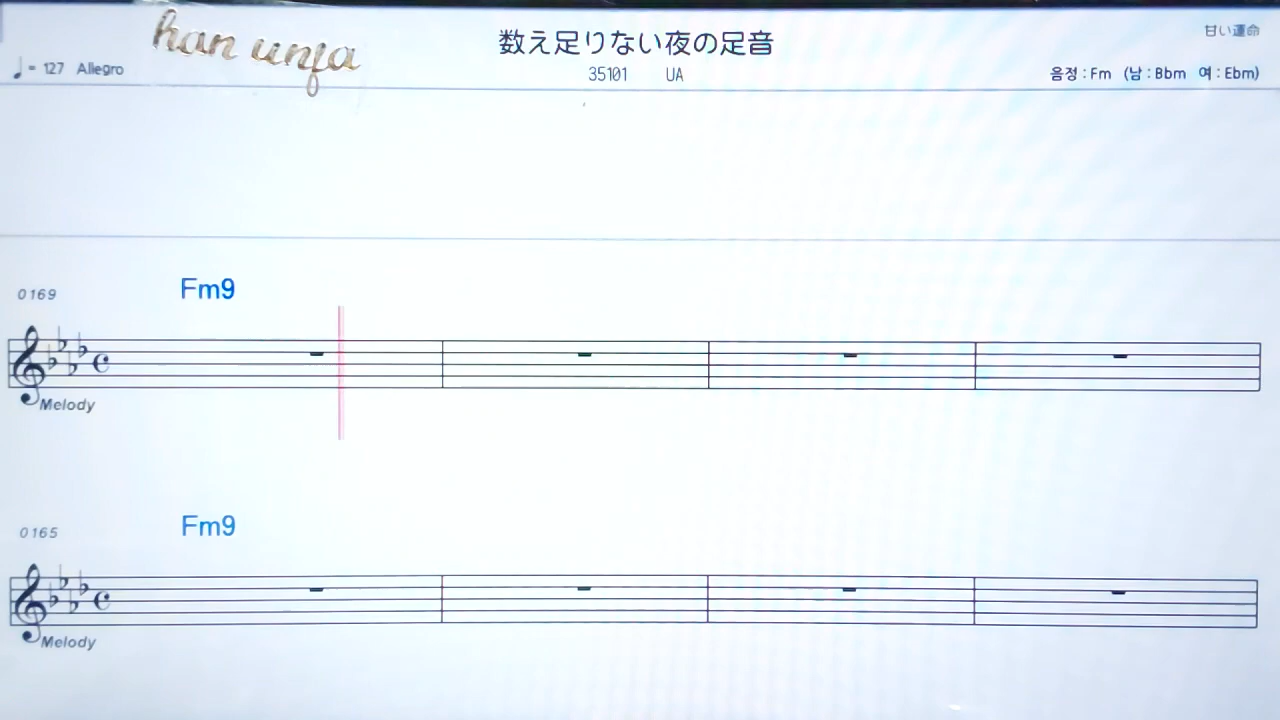 han unja
数え足りない夜の足音
甘い運命
♩= 127 Allegro
35101 UA
음정 : Fm (남 : Bbm 여 : Ebm)
0169 Fm9
Melody
0165 Fm9
Melody